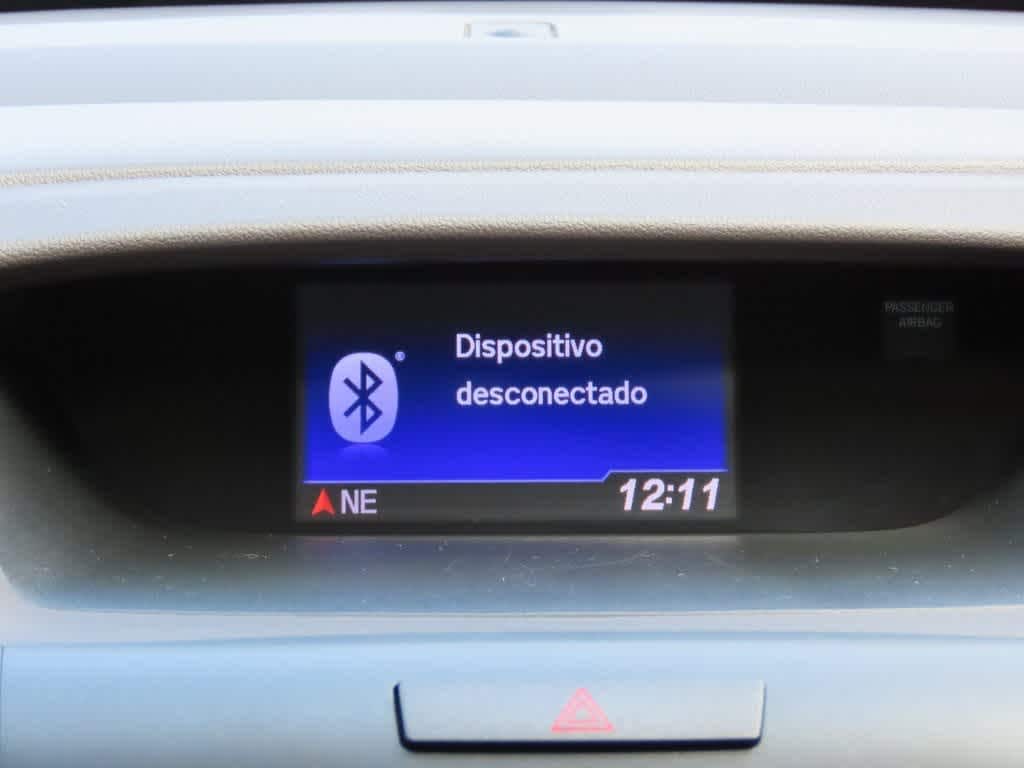 PASSENGER
AIRBAG
Dispositivo
desconectado
NE
12:11